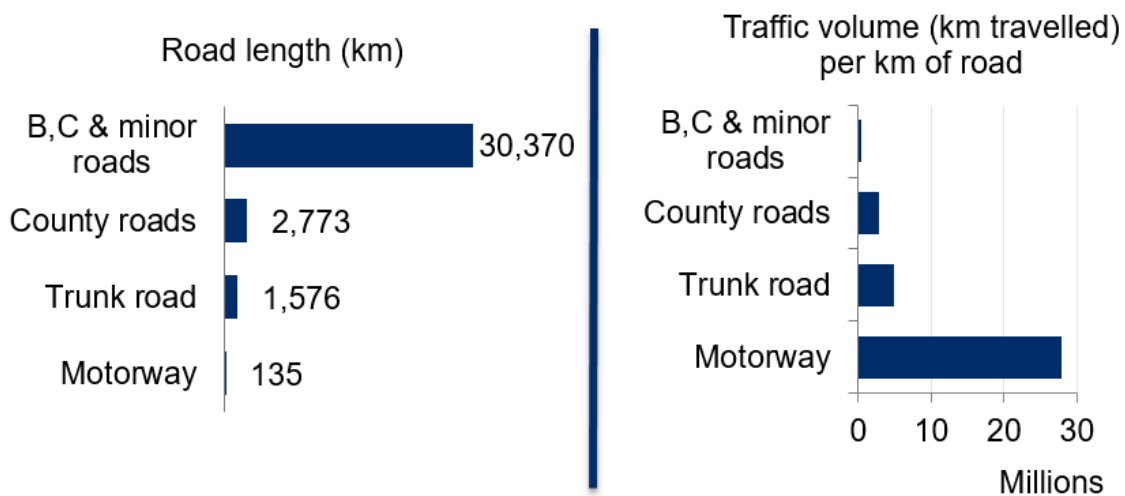 Road length (km)
B,C & minor
roads
30,370
County roads
2,773
Trunk road
1,576
Motorway
135
Traffic volume (km travelled)
per km of road
B,C & minor
roads
County roads
Trunk road
Motorway
0 10 20 30
Millions